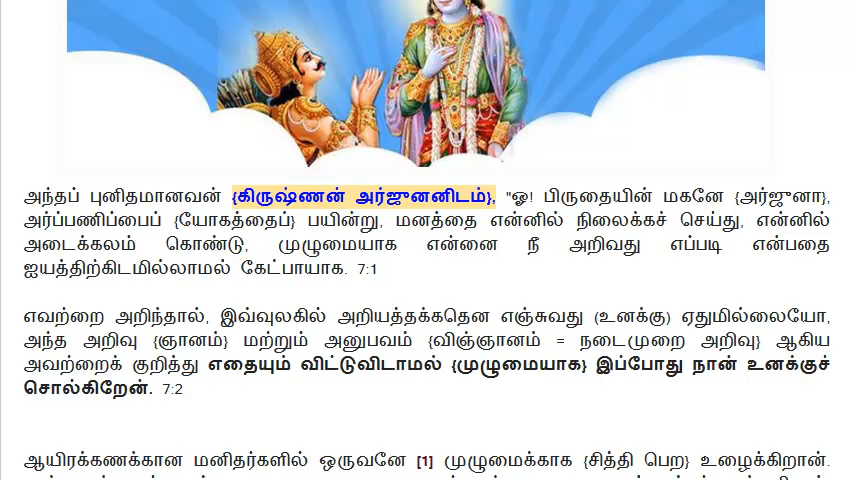 அந்தப் புனிதமானவன் {கிருஷ்ணன் அர்ஜுனனிடம்}, "ஓ! பிருதையின் மகனே {அர்ஜுனா},
அர்ப்பணிப்பைப் {யோகத்தைப்} பயின்று, மனத்தை என்னில் நிலைக்கச் செய்து, என்னில்
அடைக்கலம் கொண்டு, முழுமையாக என்னை நீ அறிவது எப்படி என்பதை
ஐயத்திற்கிடமில்லாமல் கேட்பாயாக. 7:1
எவற்றை அறிந்தால், இவ்வுலகில் அறியத்தக்கதென எஞ்சுவது (உனக்கு) ஏதுமில்லையோ,
அந்த அறிவு {ஞானம்} மற்றும் அனுபவம் {விஞ்ஞானம் = நடைமுறை அறிவு} ஆகிய
அவற்றைக் குறித்து எதையும் விட்டுவிடாமல் {முழுமையாக} இப்போது நான் உனக்குச்
சொல்கிறேன். 7:2
ஆயிரக்கணக்கான மனிதர்களில் ஒருவனே [1] முழுமைக்காக {சித்தி பெற} உழைக்கிறான்.